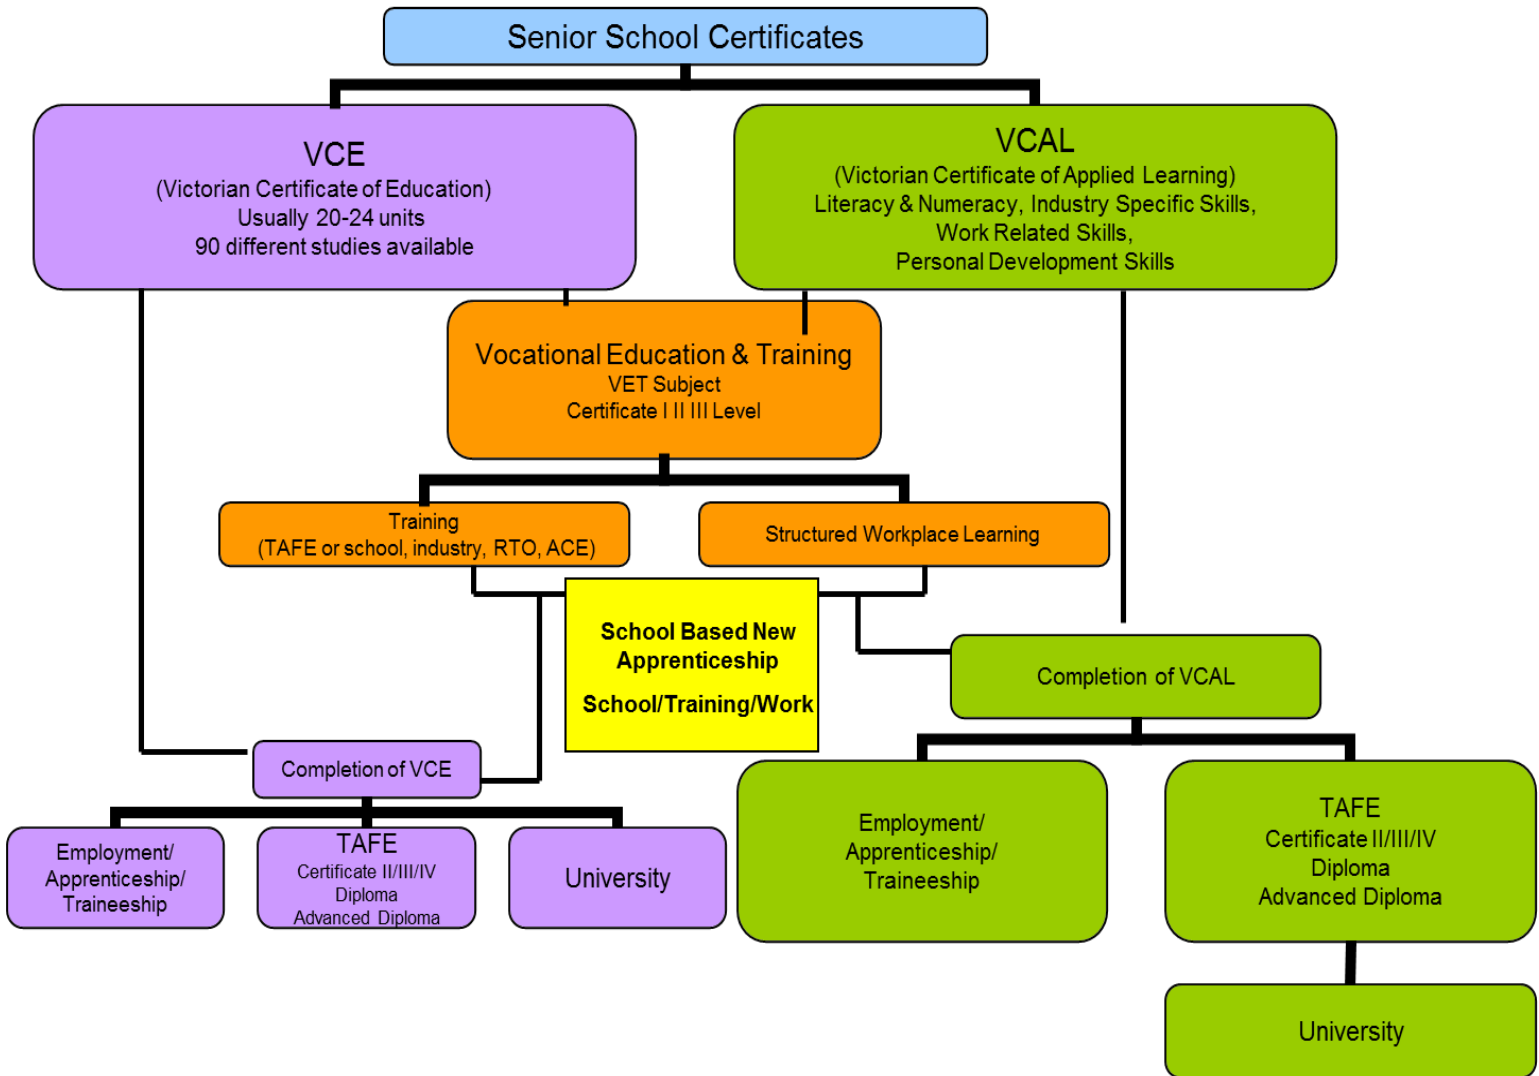 Senior School Certificates
VCE
(Victorian Certificate of Education)
Usually 20-24 units
90 different studies available
VCAL
(Victorian Certificate of Applied Learning)
Literacy & Numeracy, Industry Specific Skills,
Work Related Skills,
Personal Development Skills
Vocational Education & Training
VET Subject
Certificate I II III Level
Training
(TAFE or school, industry, RTO, ACE)
Structured Workplace Learning
School Based New
Apprenticeship
School/Training/Work
Completion of VCAL
Completion of VCE
Employment/
Apprenticeship/
Traineeship
TAFE
Certificate II/III/IV
Diploma
Advanced Diploma
University
Employment/
Apprenticeship/
Traineeship
TAFE
Certificate II/III/IV
Diploma
Advanced Diploma
University